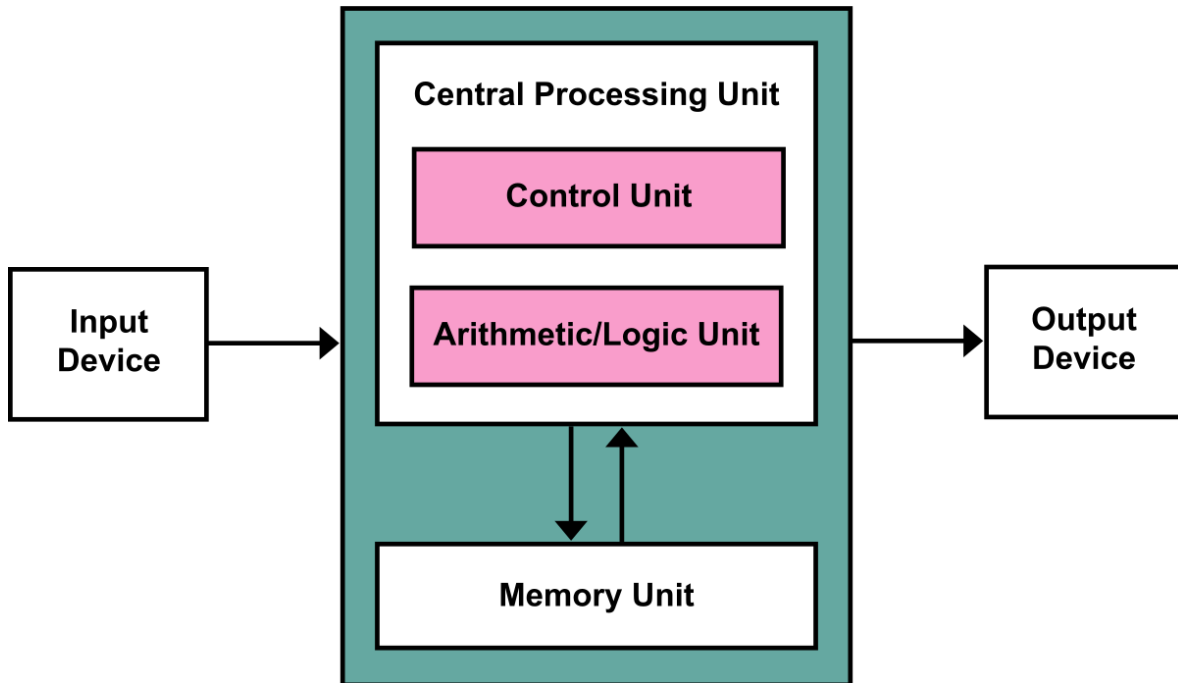 Central Processing Unit
Control Unit
Arithmetic/Logic Unit
Input
Device
Output
Device
Memory Unit